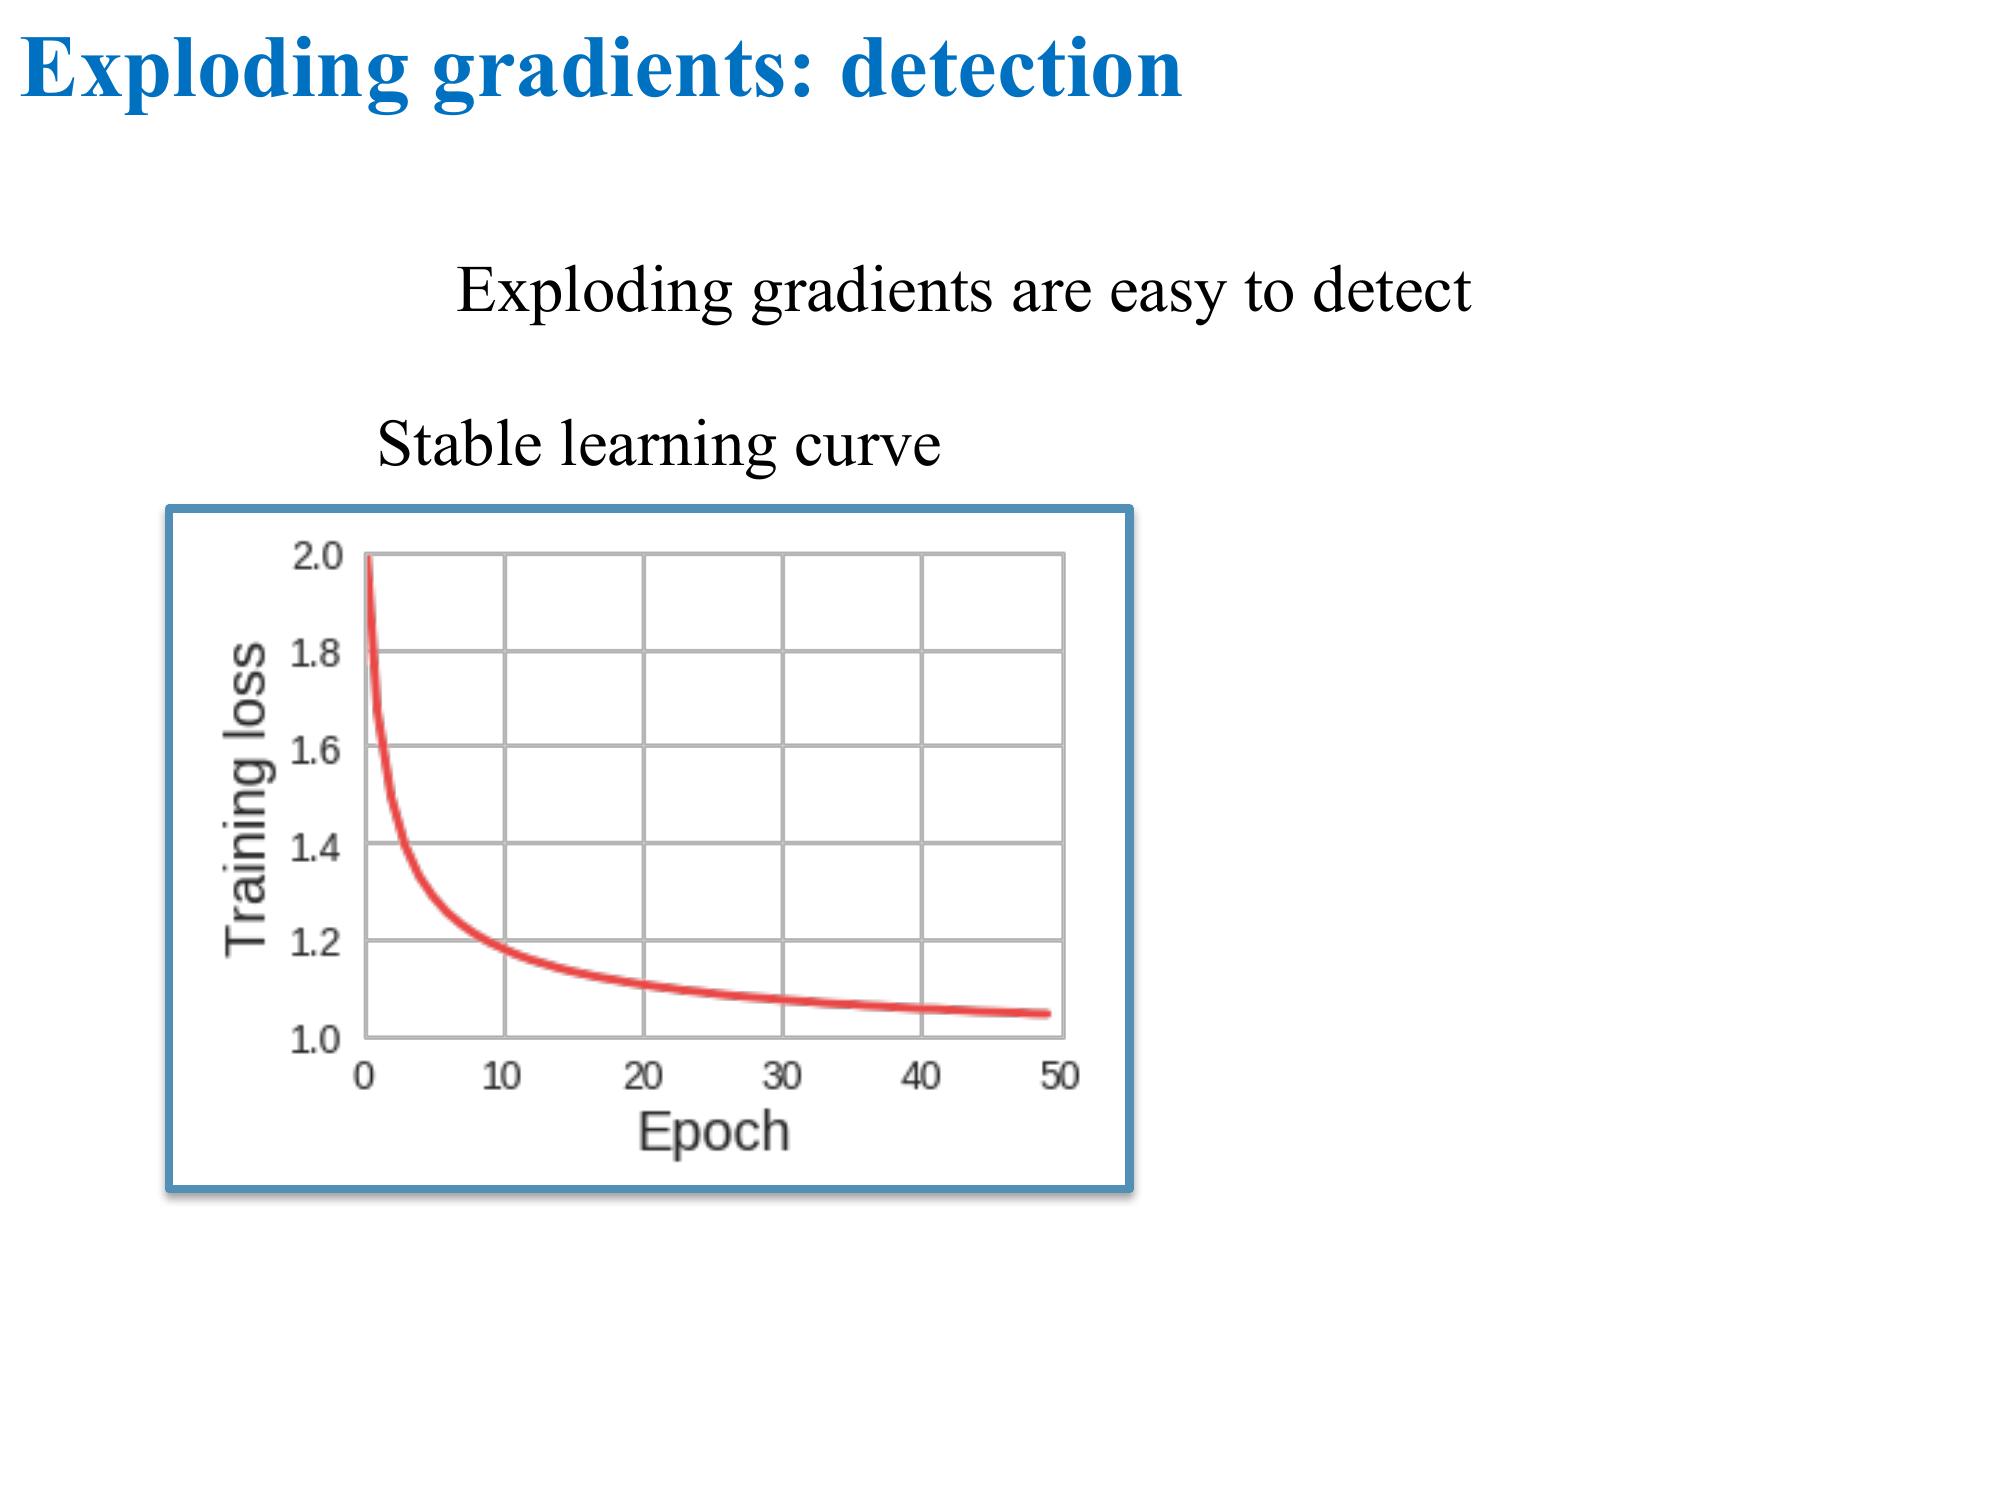 Exploding gradients: detection
Exploding gradients are easy to detect
Stable learning curve
Training loss
2.0
1.8
1.6
1.4
1.2
1.0
0 10 20 30 40 50
Epoch